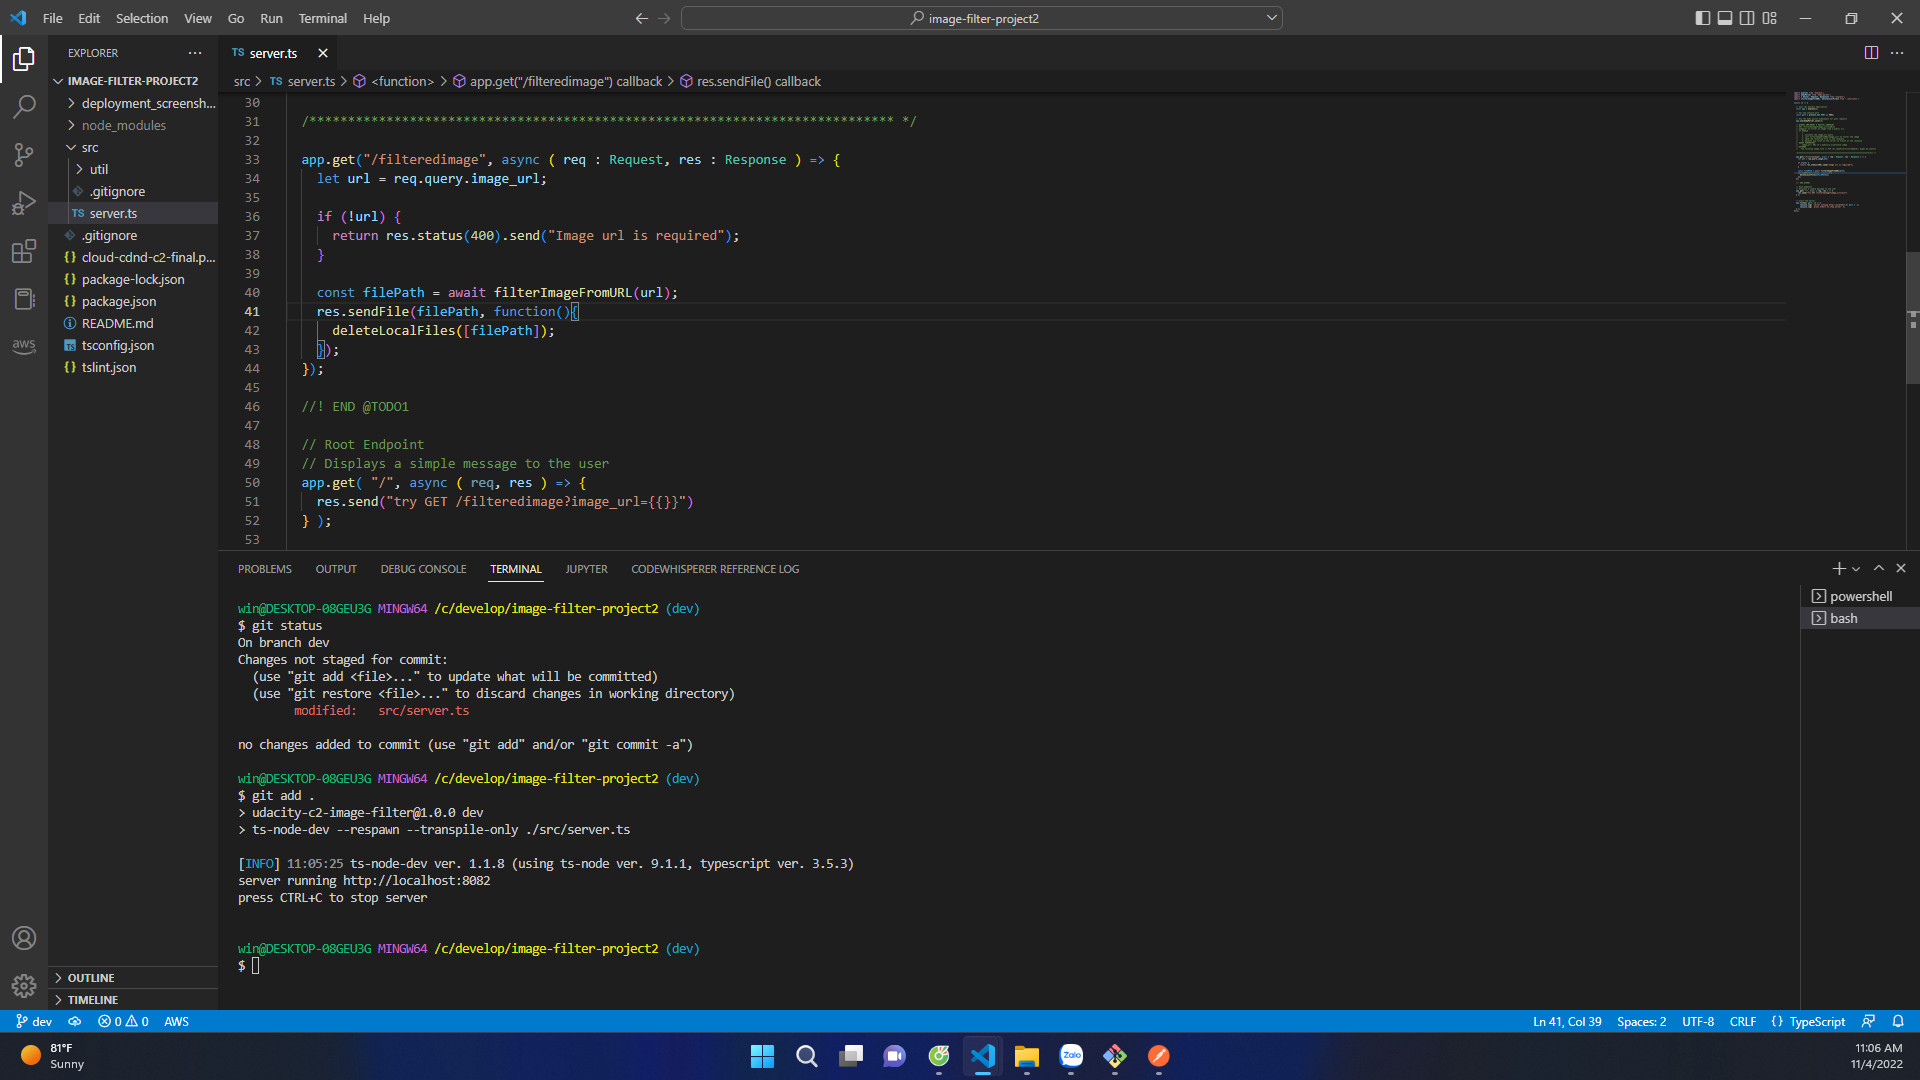 File Edit Selection View Go Run Terminal Help
image-filter-project2
EXPLORER
IMAGE-FILTER-PROJECT2
deployment_screensh...
node_modules
src
util
.gitignore
TS server.ts
.gitignore
cloud-cdnd-c2-final.p...
package-lock.json
package.json
README.md
tsconfig.json
tslint.json
aws
OUTLINE
TIMELINE
TS server.ts
src > TS server.ts > <function> > app.get("/filteredimage") callback > res.sendFile() callback
30
31 /**************************************************************************** */
32
33 app.get("/filteredimage", async ( req : Request, res : Response ) => {
34 let url = req.query.image_url;
35
36 if (!url) {
37 return res.status(400).send("Image url is required");
38 }
39
40 const filePath = await filterImageFromURL(url);
41 res.sendFile(filePath, function(){
42 deleteLocalFiles([filePath]);
43 });
44 });
45
46 //! END @TODO1
47
48 // Root Endpoint
49 // Displays a simple message to the user
50 app.get( "/", async ( req, res ) => {
51 res.send("try GET /filteredimage?image_url={{}}")
52 } );
53
PROBLEMS OUTPUT DEBUG CONSOLE TERMINAL JUPYTER CODEWHISPERER REFERENCE LOG
powershell
bash
win@DESKTOP-08GEU3G MINGW64 /c/develop/image-filter-project2 (dev)
$ git status
On branch dev
Changes not staged for commit:
(use "git add <file>..." to update what will be committed)
(use "git restore <file>..." to discard changes in working directory)
modified: src/server.ts
no changes added to commit (use "git add" and/or "git commit -a")
win@DESKTOP-08GEU3G MINGW64 /c/develop/image-filter-project2 (dev)
$ git add .
> udacity-c2-image-filter@1.0.0 dev
> ts-node-dev --respawn --transpile-only ./src/server.ts
[INFO] 11:05:25 ts-node-dev ver. 1.1.8 (using ts-node ver. 9.1.1, typescript ver. 3.5.3)
server running http://localhost:8082
press CTRL+C to stop server
win@DESKTOP-08GEU3G MINGW64 /c/develop/image-filter-project2 (dev)
$
dev 0 0 AWS
Ln 41, Col 39 Spaces: 2 UTF-8 CRLF {} TypeScript
81°F
Sunny
Zalo
11:06 AM
11/4/2022